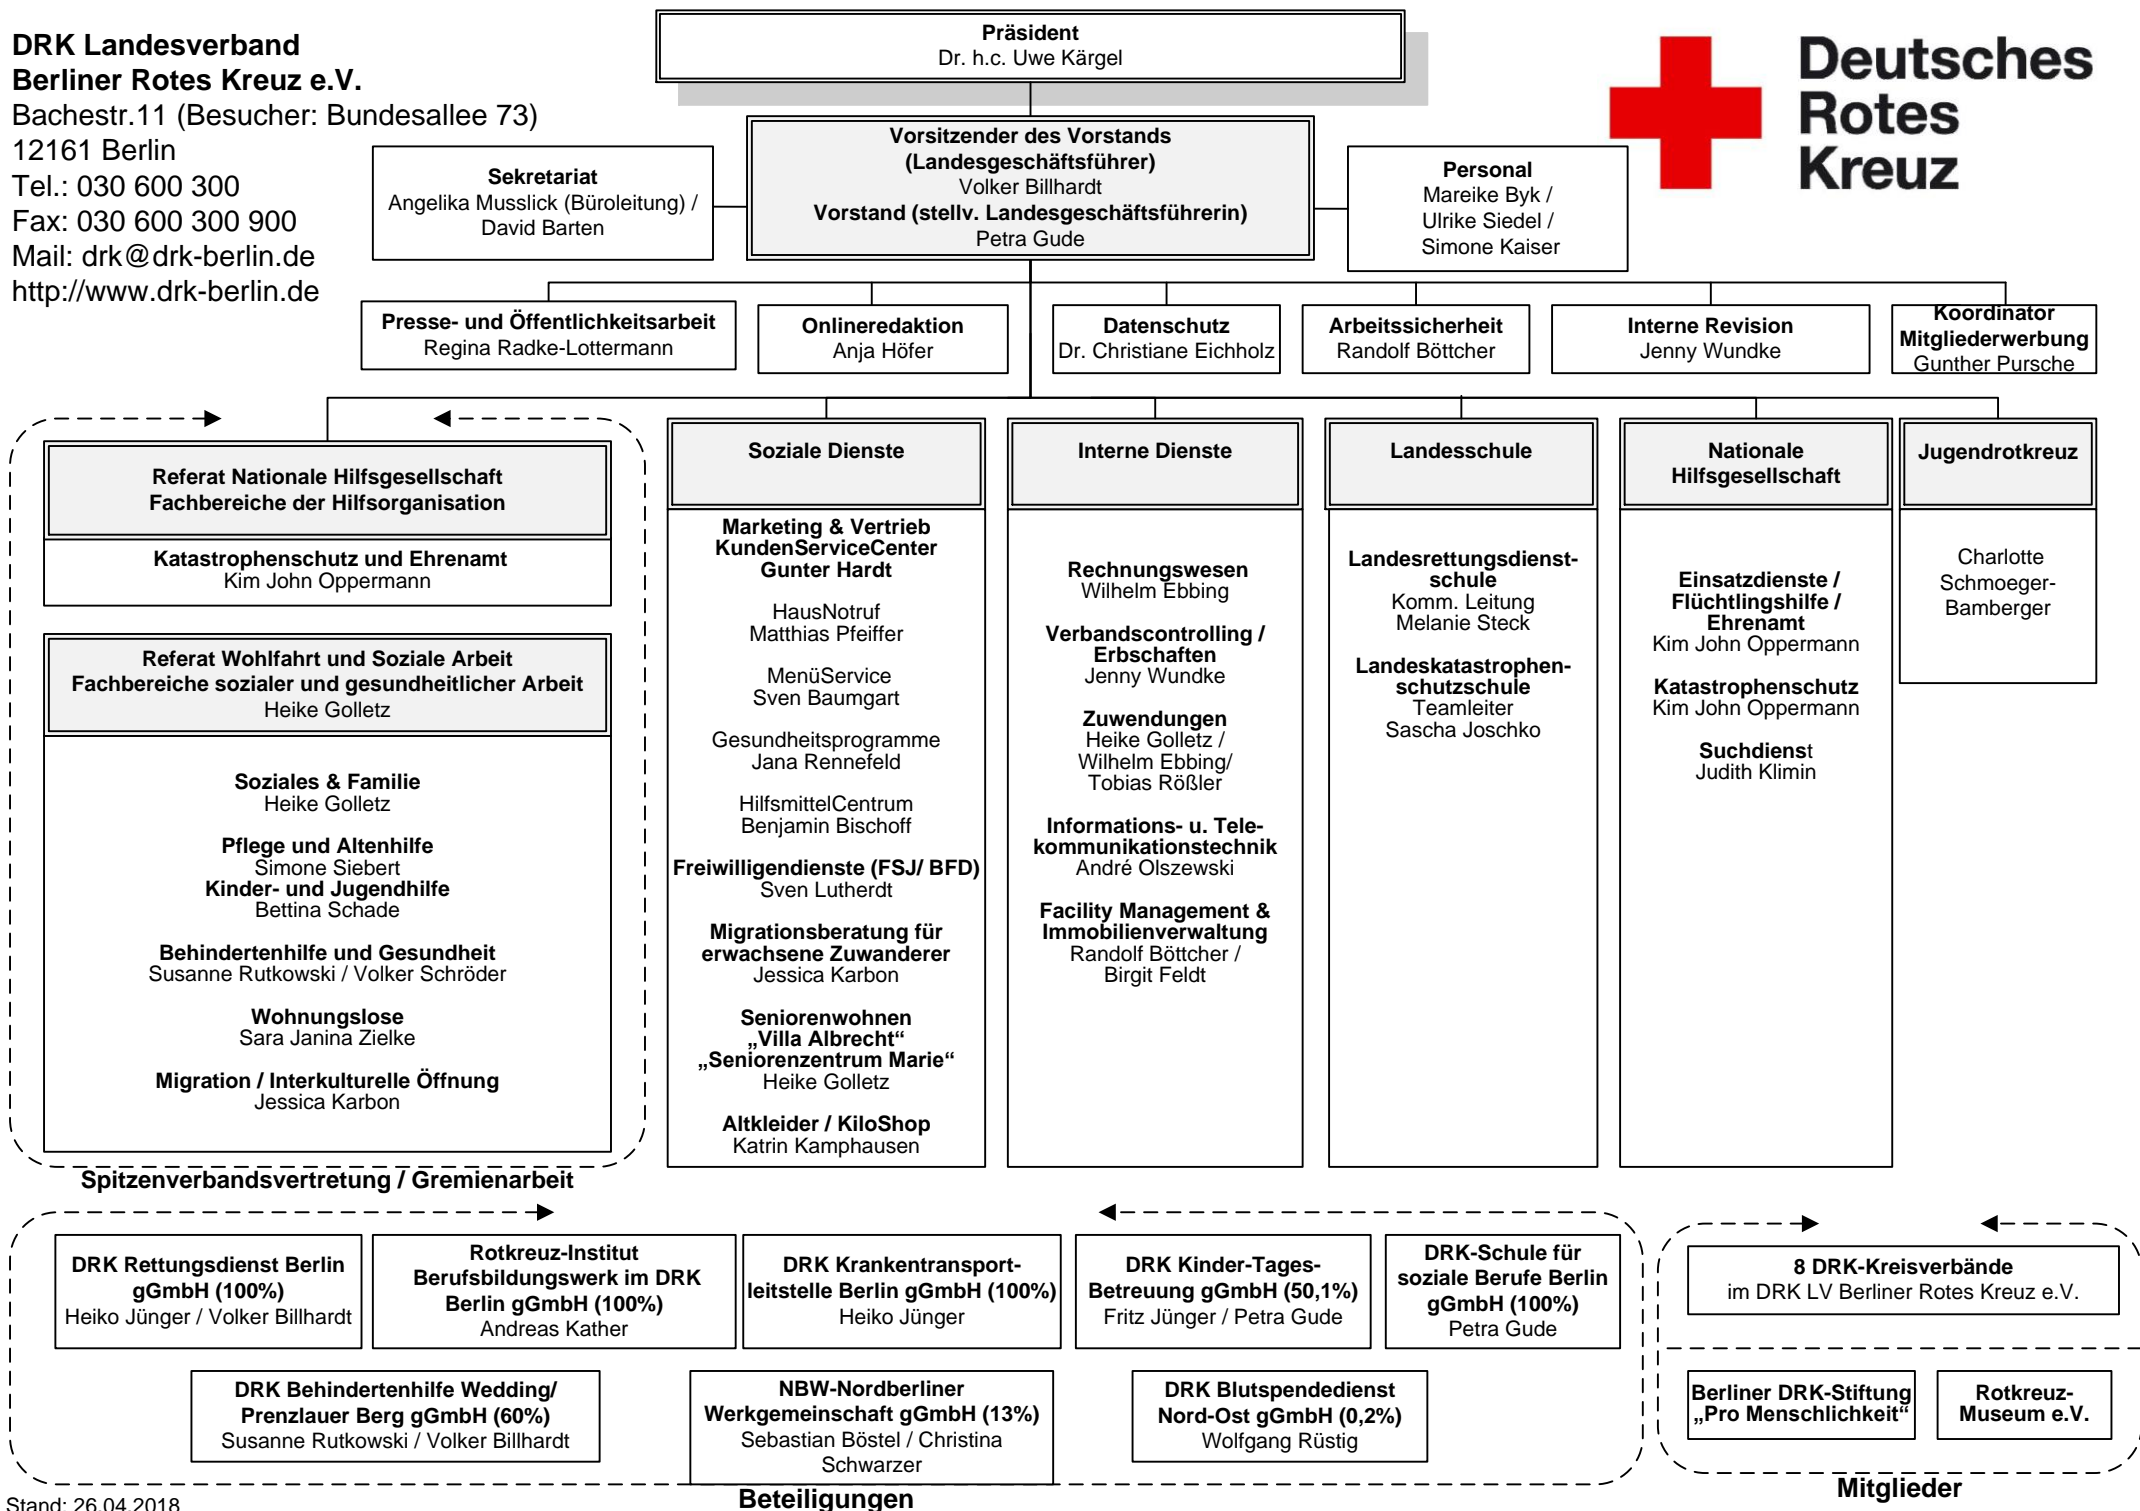 DRK Landesverband
Berliner Rotes Kreuz e.V.
Bachestr.11 (Besucher: Bundesallee 73)
12161 Berlin
Tel.: 030 600 300
Fax: 030 600 300 900
Mail: drk@drk-berlin.de
http://www.drk-berlin.de
Präsident
Dr. h.c. Uwe Kärgel
Deutsches
Rotes
Kreuz
Vorsitzender des Vorstands
(Landesgeschäftsführer)
Volker Billhardt
Vorstand (stellv. Landesgeschäftsführerin)
Petra Gude
Sekretariat
Angelika Musslick (Büroleitung) /
David Barten
Personal
Mareike Byk /
Ulrike Siedel /
Simone Kaiser
Presse- und Öffentlichkeitsarbeit
Regina Radke-Lottermann
Onlineredaktion
Anja Höfer
Datenschutz
Dr. Christiane Eichholz
Arbeitssicherheit
Randolf Böttcher
Interne Revision
Jenny Wundke
Koordinator
Mitgliederwerbung
Gunther Pursche
Referat Nationale Hilfsgesellschaft
Fachbereiche der Hilfsorganisation
Katastrophenschutz und Ehrenamt
Kim John Oppermann
Referat Wohlfahrt und Soziale Arbeit
Fachbereiche sozialer und gesundheitlicher Arbeit
Heike Golletz
Soziales & Familie
Heike Golletz
Pflege und Altenhilfe
Simone Siebert
Kinder- und Jugendhilfe
Bettina Schade
Behindertenhilfe und Gesundheit
Susanne Rutkowski / Volker Schröder
Wohnungslose
Sara Janina Zielke
Migration / Interkulturelle Öffnung
Jessica Karbon
Spitzenverbandsvertretung / Gremienarbeit
Soziale Dienste
Marketing & Vertrieb
KundenServiceCenter
Gunter Hardt
HausNotruf
Matthias Pfeiffer
MenüService
Sven Baumgart
Gesundheitsprogramme
Jana Rennefeld
HilfsmittelCentrum
Benjamin Bischoff
Freiwilligendienste (FSJ/ BFD)
Sven Lutherdt
Migrationsberatung für
erwachsene Zuwanderer
Jessica Karbon
Seniorenwohnen
„Villa Albrecht“
„Seniorenzentrum Marie“
Heike Golletz
Altkleider / KiloShop
Katrin Kamphausen
Interne Dienste
Rechnungswesen
Wilhelm Ebbing
Verbandscontrolling /
Erbschaften
Jenny Wundke
Zuwendungen
Heike Golletz /
Wilhelm Ebbing/
Tobias Rößler
Informations- u. Tele-
kommunikationstechnik
André Olszewski
Facility Management &
Immobilienverwaltung
Randolf Böttcher /
Birgit Feldt
Landesschule
Landesrettungsdienst-
schule
Komm. Leitung
Melanie Steck
Landeskatastrophen-
schutzschule
Teamleiter
Sascha Joschko
Nationale
Hilfsgesellschaft
Einsatzdienste /
Flüchtlingshilfe /
Ehrenamt
Kim John Oppermann
Katastrophenschutz
Kim John Oppermann
Suchdienst
Judith Klimin
Jugendrotkreuz
Charlotte
Schmoeger-
Bamberger
DRK Rettungsdienst Berlin
gGmbH (100%)
Heiko Jünger / Volker Billhardt
Rotkreuz-Institut
Berufsbildungswerk im DRK
Berlin gGmbH (100%)
Andreas Kather
DRK Krankentransport-
leitstelle Berlin gGmbH (100%)
Heiko Jünger
DRK Kinder-Tages-
Betreuung gGmbH (50,1%)
Fritz Jünger / Petra Gude
DRK-Schule für
soziale Berufe Berlin
gGmbH (100%)
Petra Gude
DRK Behindertenhilfe Wedding/
Prenzlauer Berg gGmbH (60%)
Susanne Rutkowski / Volker Billhardt
NBW-Nordberliner
Werkgemeinschaft gGmbH (13%)
Sebastian Böstel / Christina
Schwarzer
DRK Blutspendedienst
Nord-Ost gGmbH (0,2%)
Wolfgang Rüstig
Beteiligungen
8 DRK-Kreisverbände
im DRK LV Berliner Rotes Kreuz e.V.
Berliner DRK-Stiftung
„Pro Menschlichkeit“
Rotkreuz-
Museum e.V.
Mitglieder
Stand: 26.04.2018